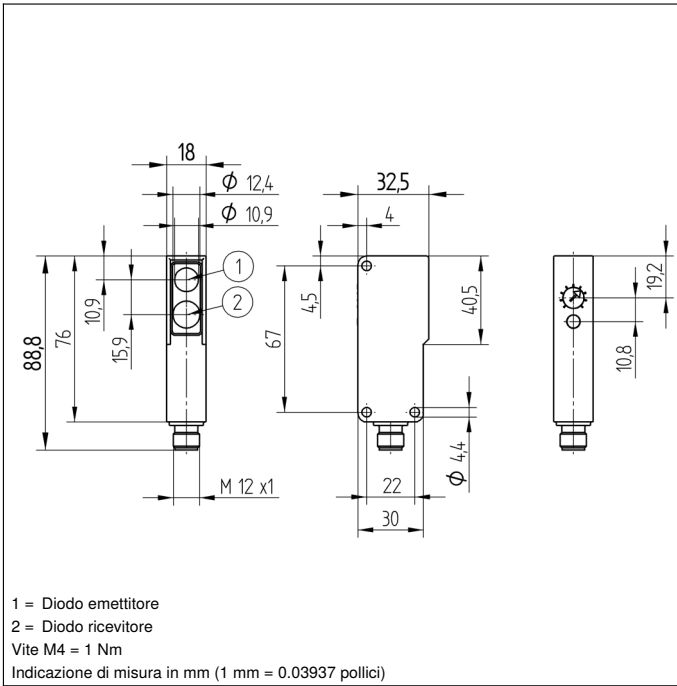 18
ϕ 12,4
ϕ 10,9
32,5
4
1
2
88,8
76
10,9
15,9
4,5
67
40,5
19,2
10,8
M 12 x1
22
30
ϕ 4,4
1 = Diodo emettitore
2 = Diodo ricevitore
Vite M4 = 1 Nm
Indicazione di misura in mm (1 mm = 0.03937 pollici)